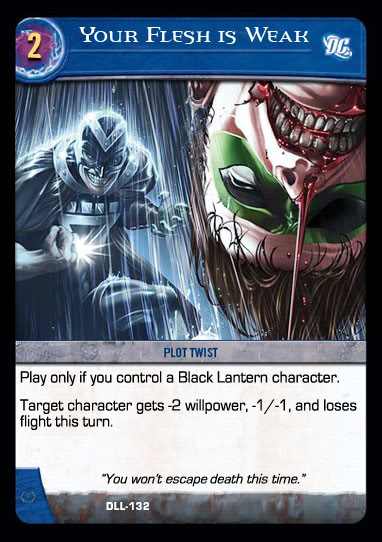 2
Your Flesh is Weak
DC
PLOT TWIST
Play only if you control a Black Lantern character.
Target character gets -2 willpower, -1/-1, and loses
flight this turn.
“You won’t escape death this time.”
DLL-132